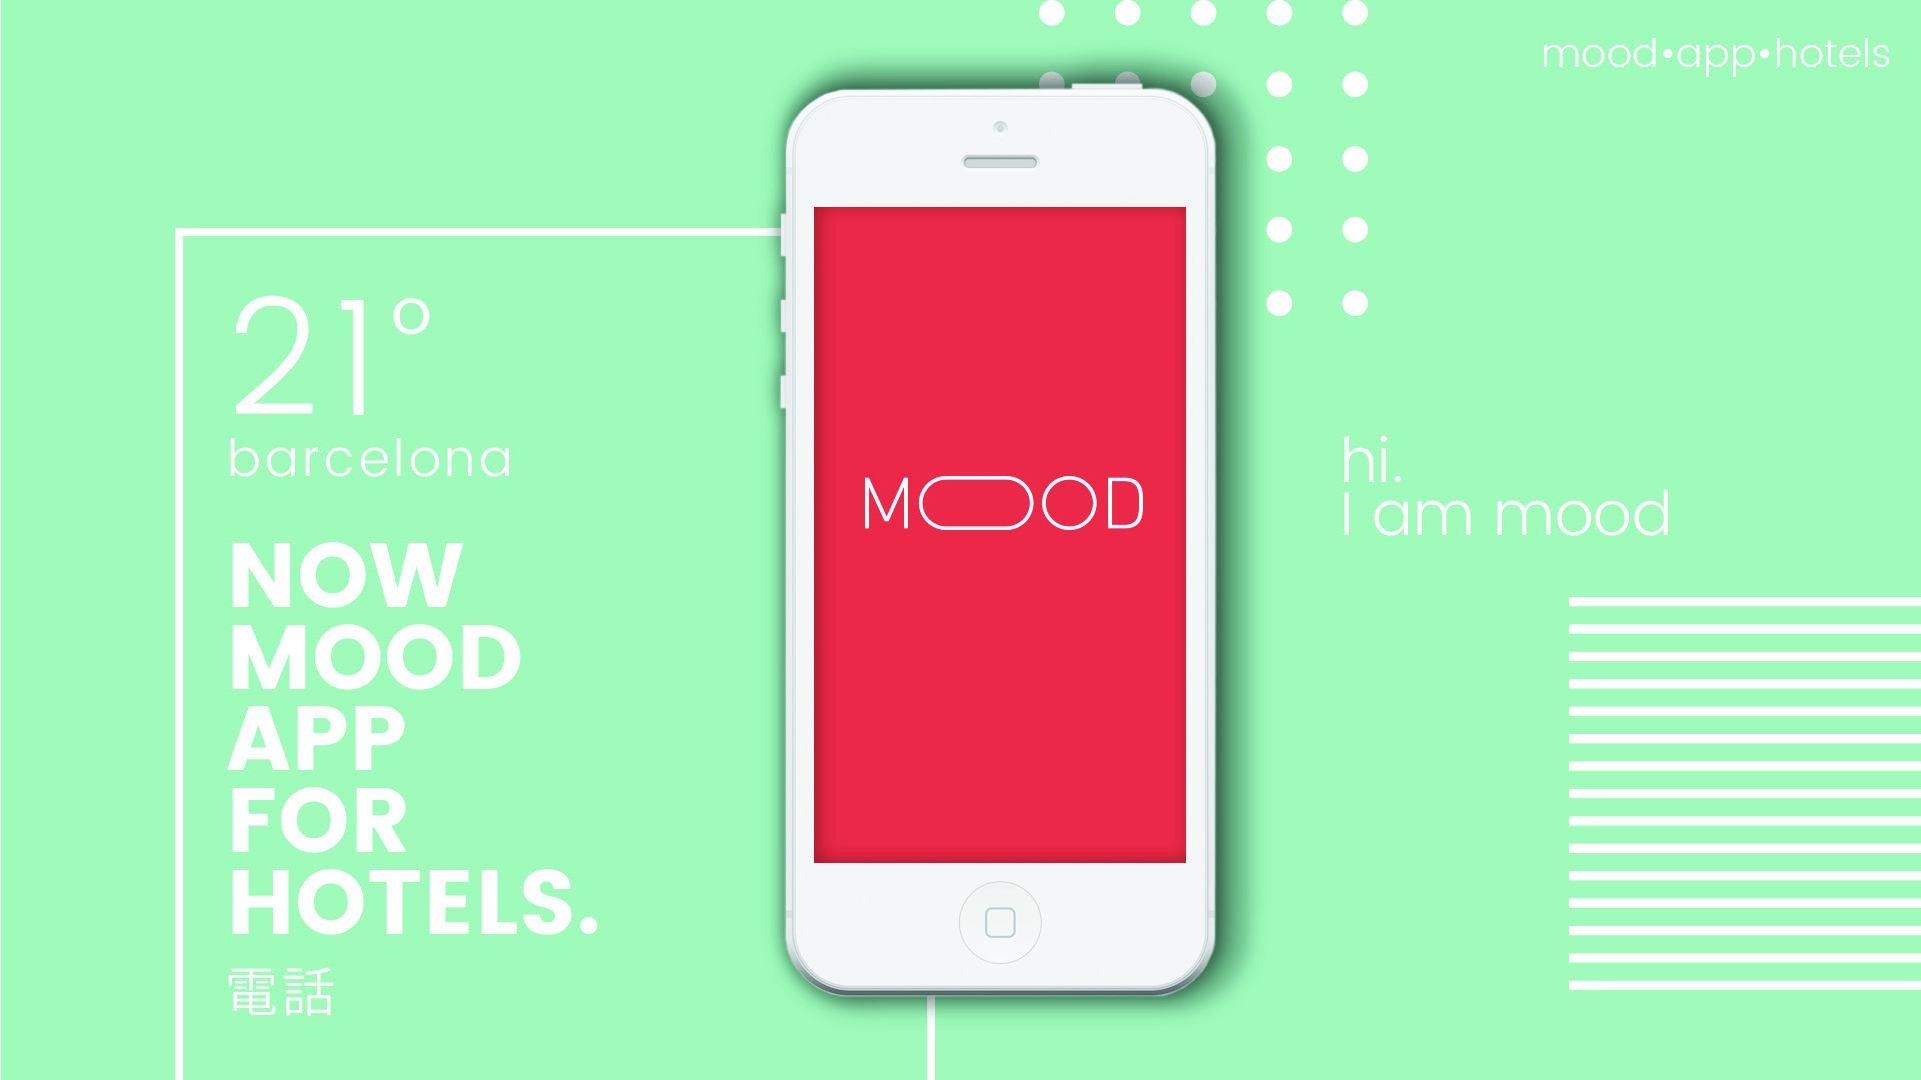 mood•app•hotels
21°
barcelona
NOW
MOOD
APP
FOR
HOTELS.
電話
MOOD
hi.
I am mood